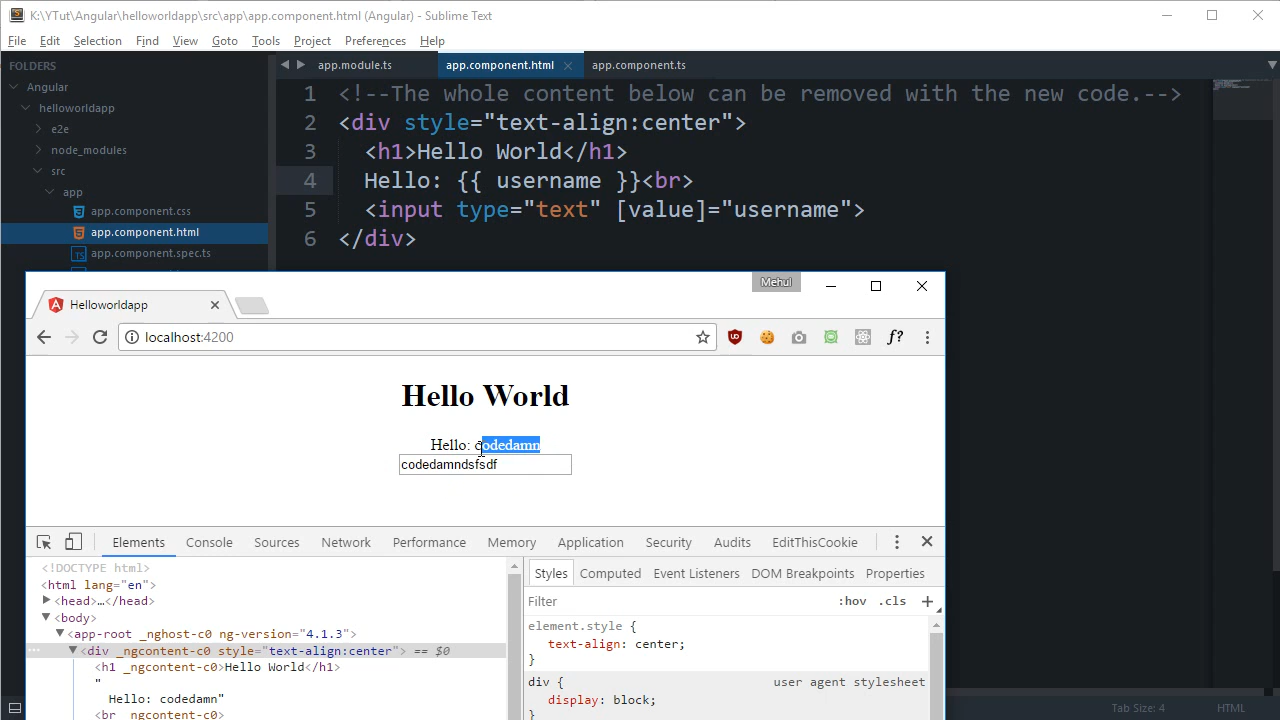 K:\YTut\Angular\helloworldapp\src\app\app.component.html (Angular) - Sublime Text
File Edit Selection Find View Goto Tools Project Preferences Help
FOLDERS
Angular
helloworldapp
e2e
node_modules
src
app
app.component.css
app.component.html
app.component.spec.ts
app.module.ts app.component.html app.component.ts
1 <!--The whole content below can be removed with the new code.-->
2 <div style="text-align:center">
3 <h1>Hello World</h1>
4 Hello: {{ username }}<br>
5 <input type="text" [value]="username">
6 </div>
Mehul
Helloworldapp
localhost:4200
f?
Hello World
Hello: codedamn
codedamndsfsdf
Elements Console Sources Network Performance Memory Application Security Audits EditThisCookie
<!DOCTYPE html>
<html lang="en">
<head>…</head>
<body>
<app-root _nghost-c0 ng-version="4.1.3">
<div _ngcontent-c0 style="text-align:center"> == $0
<h1 _ngcontent-c0>Hello World</h1>
"
Hello: codedamn"
<br _ngcontent-c0>
Styles Computed Event Listeners DOM Breakpoints Properties
Filter :hov .cls +
element.style {
text-align: center;
}
div { user agent stylesheet
display: block;
}
Tab Size: 4 HTML